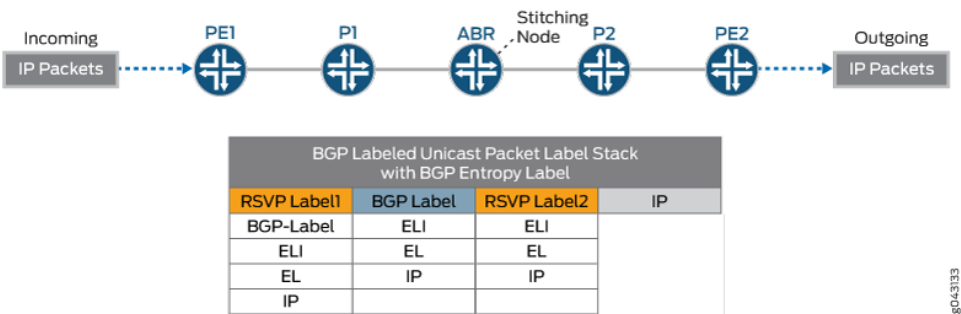 Incoming
IP Packets
PE1
P1
ABR
Stitching
Node
P2
PE2
Outgoing
IP Packets
BGP Labeled Unicast Packet Label Stack
with BGP Entropy Label
RSVP Label1 BGP Label RSVP Label2 IP
BGP-Label ELI ELI
ELI EL EL
EL IP IP
IP
g043133